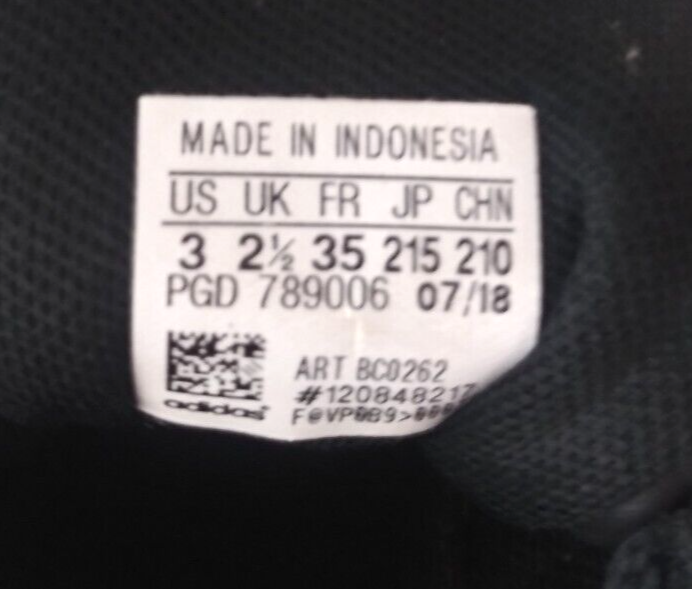 MADE IN INDONESIA
US UK FR JP CHN
3 2½ 35 215 210
PGD 789006 07/18
ART BC0262
#120848217
adidas